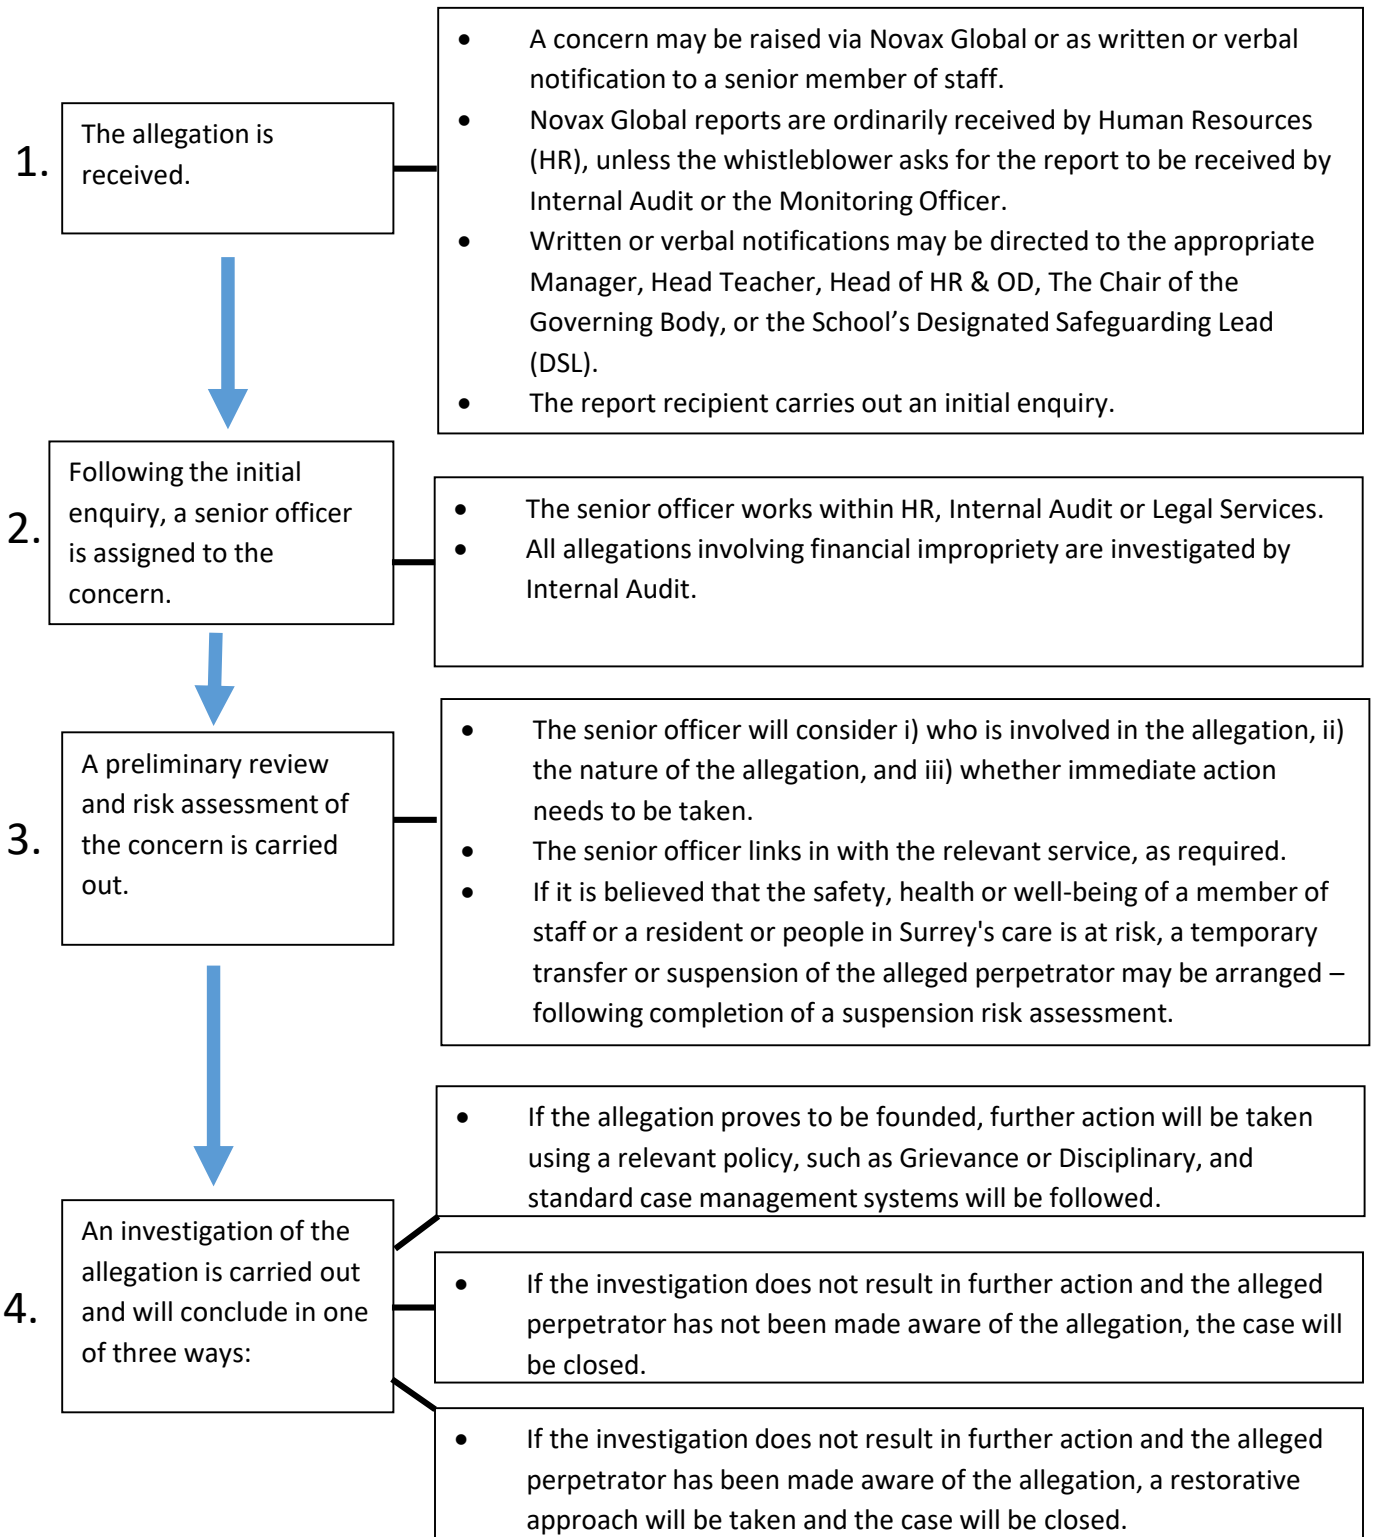 1.
The allegation is
received.
• A concern may be raised via Novax Global or as written or verbal
notification to a senior member of staff.
• Novax Global reports are ordinarily received by Human Resources
(HR), unless the whistleblower asks for the report to be received by
Internal Audit or the Monitoring Officer.
• Written or verbal notifications may be directed to the appropriate
Manager, Head Teacher, Head of HR & OD, The Chair of the
Governing Body, or the School’s Designated Safeguarding Lead
(DSL).
• The report recipient carries out an initial enquiry.
2.
Following the initial
enquiry, a senior officer
is assigned to the
concern.
• The senior officer works within HR, Internal Audit or Legal Services.
• All allegations involving financial impropriety are investigated by
Internal Audit.
3.
A preliminary review
and risk assessment of
the concern is carried
out.
• The senior officer will consider i) who is involved in the allegation, ii)
the nature of the allegation, and iii) whether immediate action
needs to be taken.
• The senior officer links in with the relevant service, as required.
• If it is believed that the safety, health or well-being of a member of
staff or a resident or people in Surrey's care is at risk, a temporary
transfer or suspension of the alleged perpetrator may be arranged –
following completion of a suspension risk assessment.
4.
An investigation of the
allegation is carried out
and will conclude in one
of three ways:
• If the allegation proves to be founded, further action will be taken
using a relevant policy, such as Grievance or Disciplinary, and
standard case management systems will be followed.
• If the investigation does not result in further action and the alleged
perpetrator has not been made aware of the allegation, the case will
be closed.
• If the investigation does not result in further action and the alleged
perpetrator has been made aware of the allegation, a restorative
approach will be taken and the case will be closed.